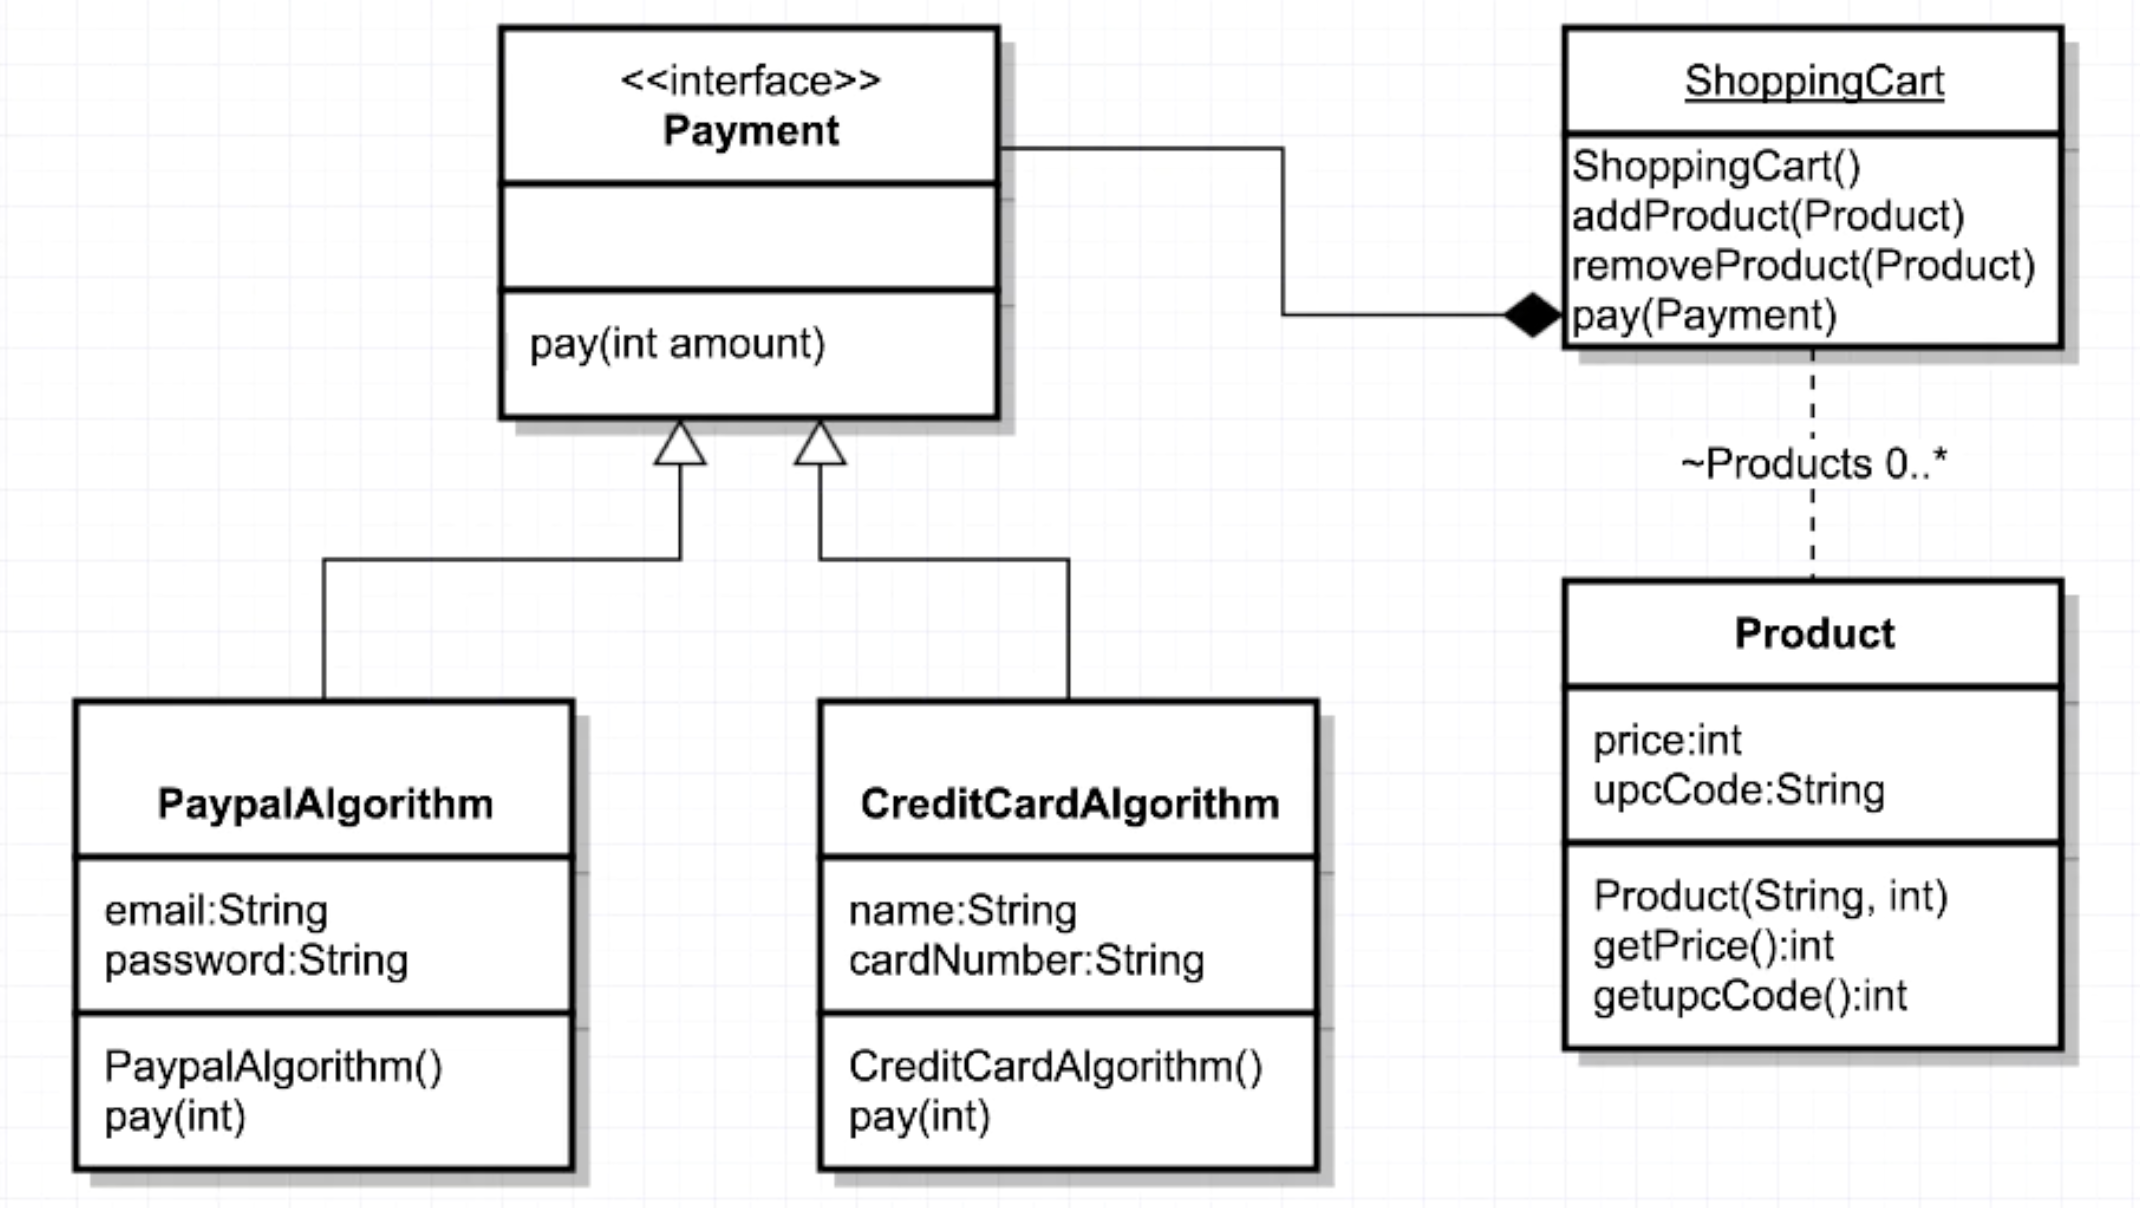 <<interface>>
Payment
pay(int amount)
ShoppingCart
ShoppingCart()
addProduct(Product)
removeProduct(Product)
pay(Payment)
~Products 0..*
PaypalAlgorithm
email:String
password:String
PaypalAlgorithm()
pay(int)
CreditCardAlgorithm
name:String
cardNumber:String
CreditCardAlgorithm()
pay(int)
Product
price:int
upcCode:String
Product(String, int)
getPrice():int
getupcCode():int